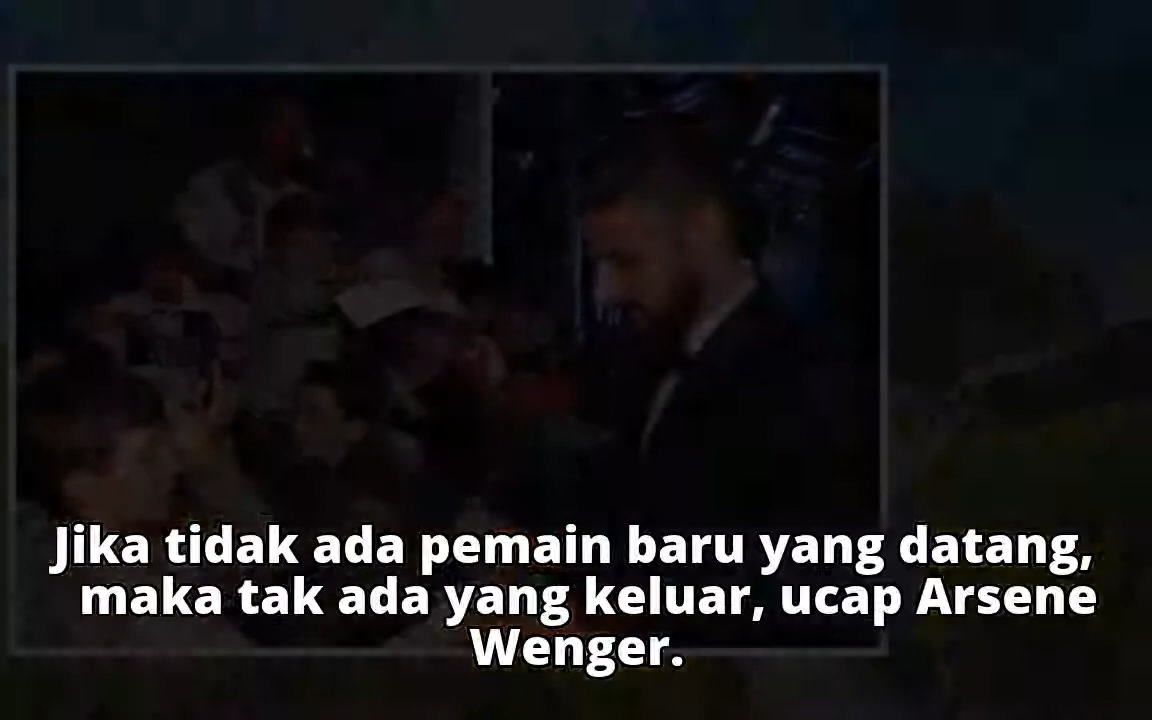 Jika tidak ada pemain baru yang datang,
maka tak ada yang keluar, ucap Arsene
Wenger.